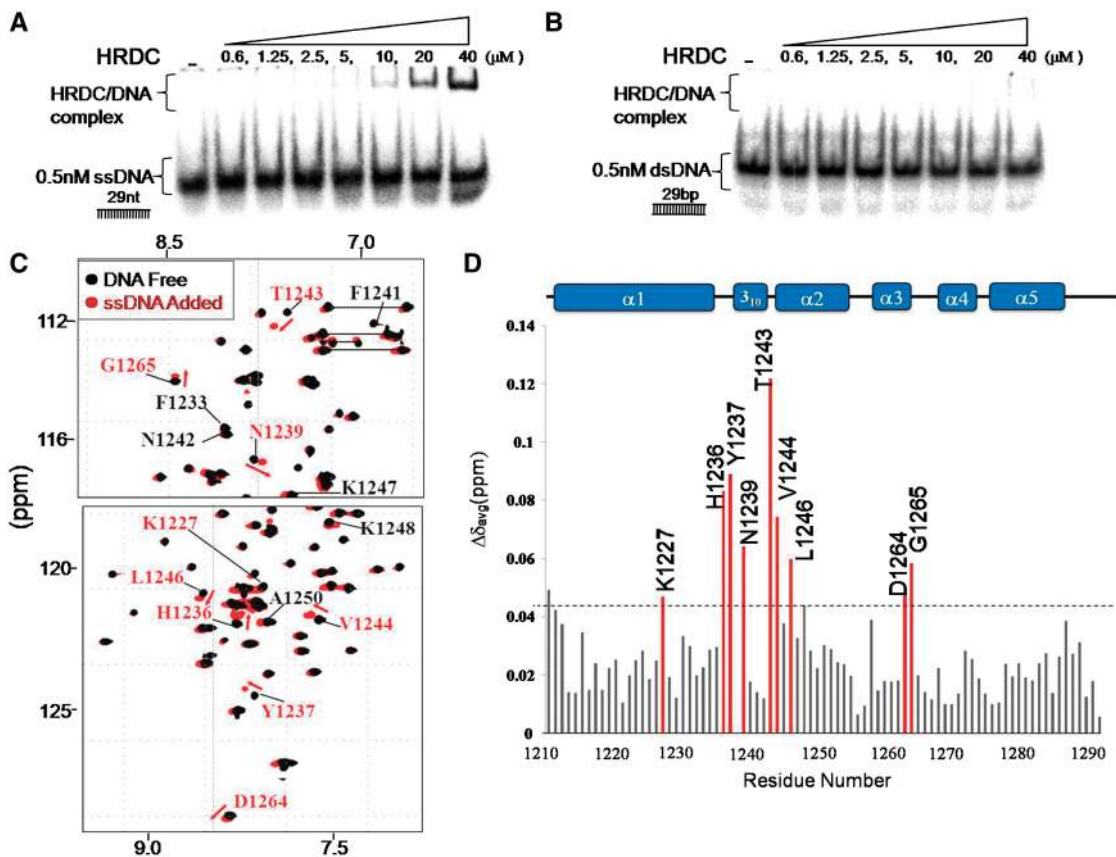 A
HRDC 0.6, 1.25, 2.5, 5, 10, 20 40 (μM)
–
HRDC/DNA
complex
0.5nM ssDNA
29nt
B
HRDC 0.6, 1.25, 2.5, 5, 10, 20 40 (μM)
–
HRDC/DNA
complex
0.5nM dsDNA
29bp
C
8.5 7.0
DNA Free
ssDNA Added
T1243
F1241
112
G1265
F1233
N1242
N1239
116
K1247
(ppm)
K1227
K1248
120
L1246
A1250
H1236
V1244
Y1237
125
D1264
9.0 7.5
D
α1 3₁₀ α2 α3 α4 α5
0.14
0.12
0.1
0.08
0.06
0.04
0.02
0
Δδavg(ppm)
K1227
H1236
Y1237
N1239
T1243
V1244
L1246
D1264
G1265
1210 1220 1230 1240 1250 1260 1270 1280 1290
Residue Number